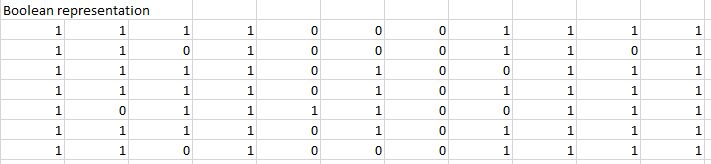 Boolean representation
1 1 1 1 0 0 0 1 1 1 1
1 1 0 1 0 0 0 1 1 0 1
1 1 1 1 0 1 0 0 1 1 1
1 1 1 1 0 1 0 1 1 1 1
1 0 1 1 1 1 0 0 1 1 1
1 1 1 1 0 1 0 1 1 1 1
1 1 0 1 0 0 0 1 1 1 1